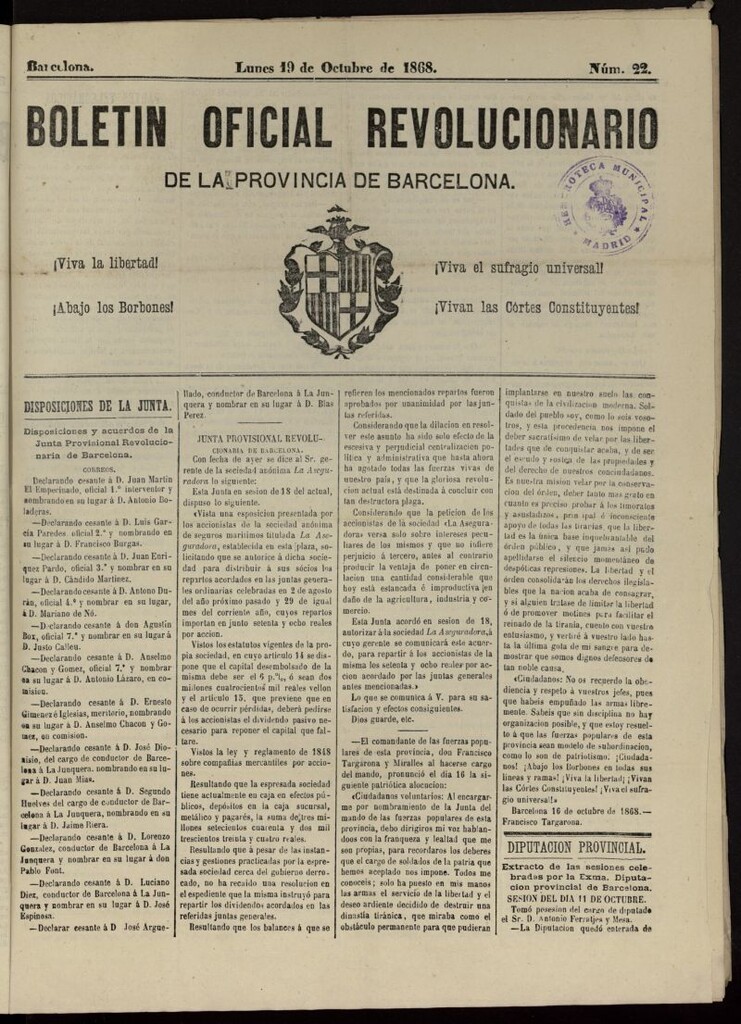 Barcelona.
Lunes 19 de Octubre de 1868.
Núm. 22.
BOLETIN OFICIAL REVOLUCIONARIO
DE LA PROVINCIA DE BARCELONA.
HEMEROTECA MUNICIPAL
MADRID
¡Viva la libertad!
¡Abajo los Borbones!
¡Viva el sufragio universal!
¡Vivan las Córtes Constituyentes!
DISPOSICIONES DE LA JUNTA.
Disposiciones y acuerdos de la
Junta Provisional Revolucio-
naria de Barcelona.
CORREOS.
Declarando cesante á D. Juan Martin
El Empecinado, oficial 1.º interventor y
nombrando en su lugar á D. Antonio Bo-
laderas.
—Declarando cesante á D. Luis Gar-
cía Paredes oficial 2.º y nombrando en
su lugar á D. Francisco Burgas.
—Declarando cesante á D. Juan Enri-
quez Pardo, oficial 3.º y nombrando en
su lugar á D. Cándido Martinez.
—Declarando cesante á D. Antono Du-
rán, oficial 4.º y nombrar en su lugar,
á D. Mariano de Nó.
—Declarando cesante á don Agustin
Box, oficial 7.º y nombrar en su lugar á
D. Justo Calleu.
—Declarando cesante á D. Anselmo
Chacon y Gomez, oficial 7.º y nombrar
en su lugar á D. Antonio Lázaro, en co-
mision.
—Declarando cesante á D. Ernesto
Gimenez é Iglesias, meritorio, nombrando
en su lugar á D. Anselmo Chacon y Go-
mez, en comision.
—Declarando cesante á D. José Dio-
nisio, del cargo de conductor de Barce-
lona á La Junquera, nombrando en su lu-
gar á D. Juan Mias.
—Declarando cesante á D. Segundo
Huelves del cargo de conductor de Bar-
celona á La Junquera, nombrando en su
lugar á D. Jaime Riera.
—Declarando cesante á D. Lorenzo
Gonzalez, conductor de Barcelona á La
Junquera y nombrar en su lugar á don
Pablo Font.
—Declarando cesante á D. Luciano
Diez, conductor de Barcelona á La Jun-
quera y nombrar en su lugar á D. José
Espinosa.
—Declarar cesante á D. José Argue-
llado, conductor de Barcelona á La Jun-
quera y nombrar en su lugar á D. Blas
Perez.
JUNTA PROVISIONAL REVOLU-
CIONARIA DE BARCELONA.
Con fecha de ayer se dice al Sr. ge-
rente de la sociedad anónima La Asegu-
radora lo siguiente:
Esta Junta en sesion de 18 del actual,
dispuso lo siguiente.
«Vista una esposicion presentada por
los accionistas de la sociedad anónima
de seguros marítimos titulada La Ase-
guradora, establecida en esta plaza, so-
licitando que se autorice á dicha socie-
dad para distribuir á sus sócios los
repartos acordados en las juntas genera-
les ordinarias celebradas en 2 de agosto
del año próximo pasado y 29 de igual
mes del corriente año, cuyos repartos
importan en junto setenta y ocho reales
por accion.
Vistos los estatutos vigentes de la pro-
pia sociedad, en cuyo artículo 14 se dis-
pone que el capital desembolsado de la
misma debe ser el 6 p.º/₀, ó sean dos
millones cuatrocientos mil reales vellon
y el artículo 15, que previene que en
caso de ocurrir pérdidas, deberá pedirse
á los accionistas el dividendo pasivo ne-
cesario para reponer el capital que fal-
tare.
Vistos la ley y reglamento de 1848
sobre compañias mercantiles por accio-
nes.
Resultando que la espresada sociedad
tiene actualmente en caja en efectos pú-
blicos, depósitos en la caja sucursal,
metálico y pagarés, la suma de tres mi-
llones setecientos cuarenta y dos mil
trescientos treinta y cuatro reales.
Resultando que á pesar de las instan-
cias y gestiones practicadas por la espre-
sada sociedad cerca del gobierno derro-
cado, no ha recaido una resolucion en
el espediente que la misma instruyó para
repartir los dividendos acordados en las
referidas juntas generales.
Resultando que los balances á que se
refieren los mencionados repartos fueron
aprobados por unanimidad por las jun-
tas referidas.
Considerando que la dilacion en resol-
ver este asunto ha sido solo efecto de la
escesiva y perjudicial centralizacion po-
lítica y administrativa que hasta ahora
ha agotado todas las fuerzas vivas de
nuestro país, y que la gloriosa revolu-
cion actual está destinada á concluir con
tan destructora plaga.
Considerando que la peticion de los
accionistas de la sociedad «La Asegura-
dora» versa solo sobre intereses pecu-
liares de los mismos y que no infiere
perjuicio á tercero, antes al contrario
producir la ventaja de poner en circula-
cion una cantidad considerable que
hoy está estancada é improductiva en
daño de la agricultura, industria y co-
mercio.
Esta Junta acordó en sesion de 18,
autorizar á la sociedad La Aseguradora, á
cuyo gerente se comunicará este acuer-
do, para repartir á los accionistas de la
misma los setenta y ocho reales por ac-
cion acordado por las juntas generales
antes mencionadas.»
Lo que se comunica á V. para su sa-
tisfacion y efectos consiguientes.
Dios guarde, etc.
—El comandante de las fuerzas popu-
lares de esta provincia, don Francisco
Targarona y Miralles al hacerse cargo
del mando, pronunció el dia 16 la si-
guiente patriótica alocucion:
«Ciudadanos voluntarios: Al encargar-
me por nombramiento de la Junta del
mando de las fuerzas populares de esta
provincia, debo dirigiros mi voz hablan-
doos con la franqueza y lealtad que me
son propias, para recordaros los deberes
que el cargo de soldados de la patria que
hemos aceptado nos impone. Todos me
conoceis; solo ha puesto en mis manos
las armas el servicio de la libertad y el
deseo ardiente decidido de destruir una
dinastía tiránica, que miraba como el
obstáculo permanente para que pudieran
implantarse en nuestro suelo las con-
quistas de la civilizacion moderna. Sol-
dado del pueblo soy, como lo sois voso-
tros, y esta procedencia nos impone el
deber sacratísimo de velar por las liber-
tades que de conquistar acaba, y de ser
el escudo y sosten de las propiedades y
del derecho de nuestros conciudadanos.
Es nuestra mision velar por la conserva-
cion del órden, deber tanto mas grato en
cuanto es preciso probar á los timoratos
y asustadizos, pein qual ó inconsciente
apoyo de todas las tiranías, que la liber-
tad es la única base inquebrantable del
órden público, y que jamás asi pudo
apellidarse el silencio momentáneo de
despóticas represiones. La libertad y el
órden consolidarán los derechos ilegisla-
bles que la nacion acaba de consagrar,
y si alguien tratase de limitar la libertad
ó de promover motines para facilitar el
reinado de la tiranía, cuento con vuestro
entusiasmo, y verteré á vuestro lado has-
ta la última gota de mi sangre para de-
mostrar que somos dignos defensores de
tan noble causa.
«Ciudadanos: No os recuerdo la obe-
diencia y respeto á vuestros jefes, pues
que habeis empuñado las armas libre-
mente. Sabeis que sin disciplina no hay
organizacion posible, y que estoy resuel-
to á que las fuerzas populares de esta
provincia sean modelo de subordinacion,
como lo son de patriotismo: ¡Ciudada-
nos! ¡Abajo los Borbones en todas sus
lineas y ramas! ¡Viva la libertad! ¡Vivan
las Córtes Constituyentes! ¡Viva el sufra-
gio universal!»
Barcelona 16 de octubre de 1868.—
Francisco Targarona.
DIPUTACION PROVINCIAL.
Extracto de las sesiones cele-
bradas por la Exma. Diputa-
cion provincial de Barcelona.
SESION DEL DIA 11 DE OCTUBRE.
Tomó posesion del cargo de diputado
el Sr. D. Antonio Ferratjes y Mesa.
—La Diputacion quedó enterada de